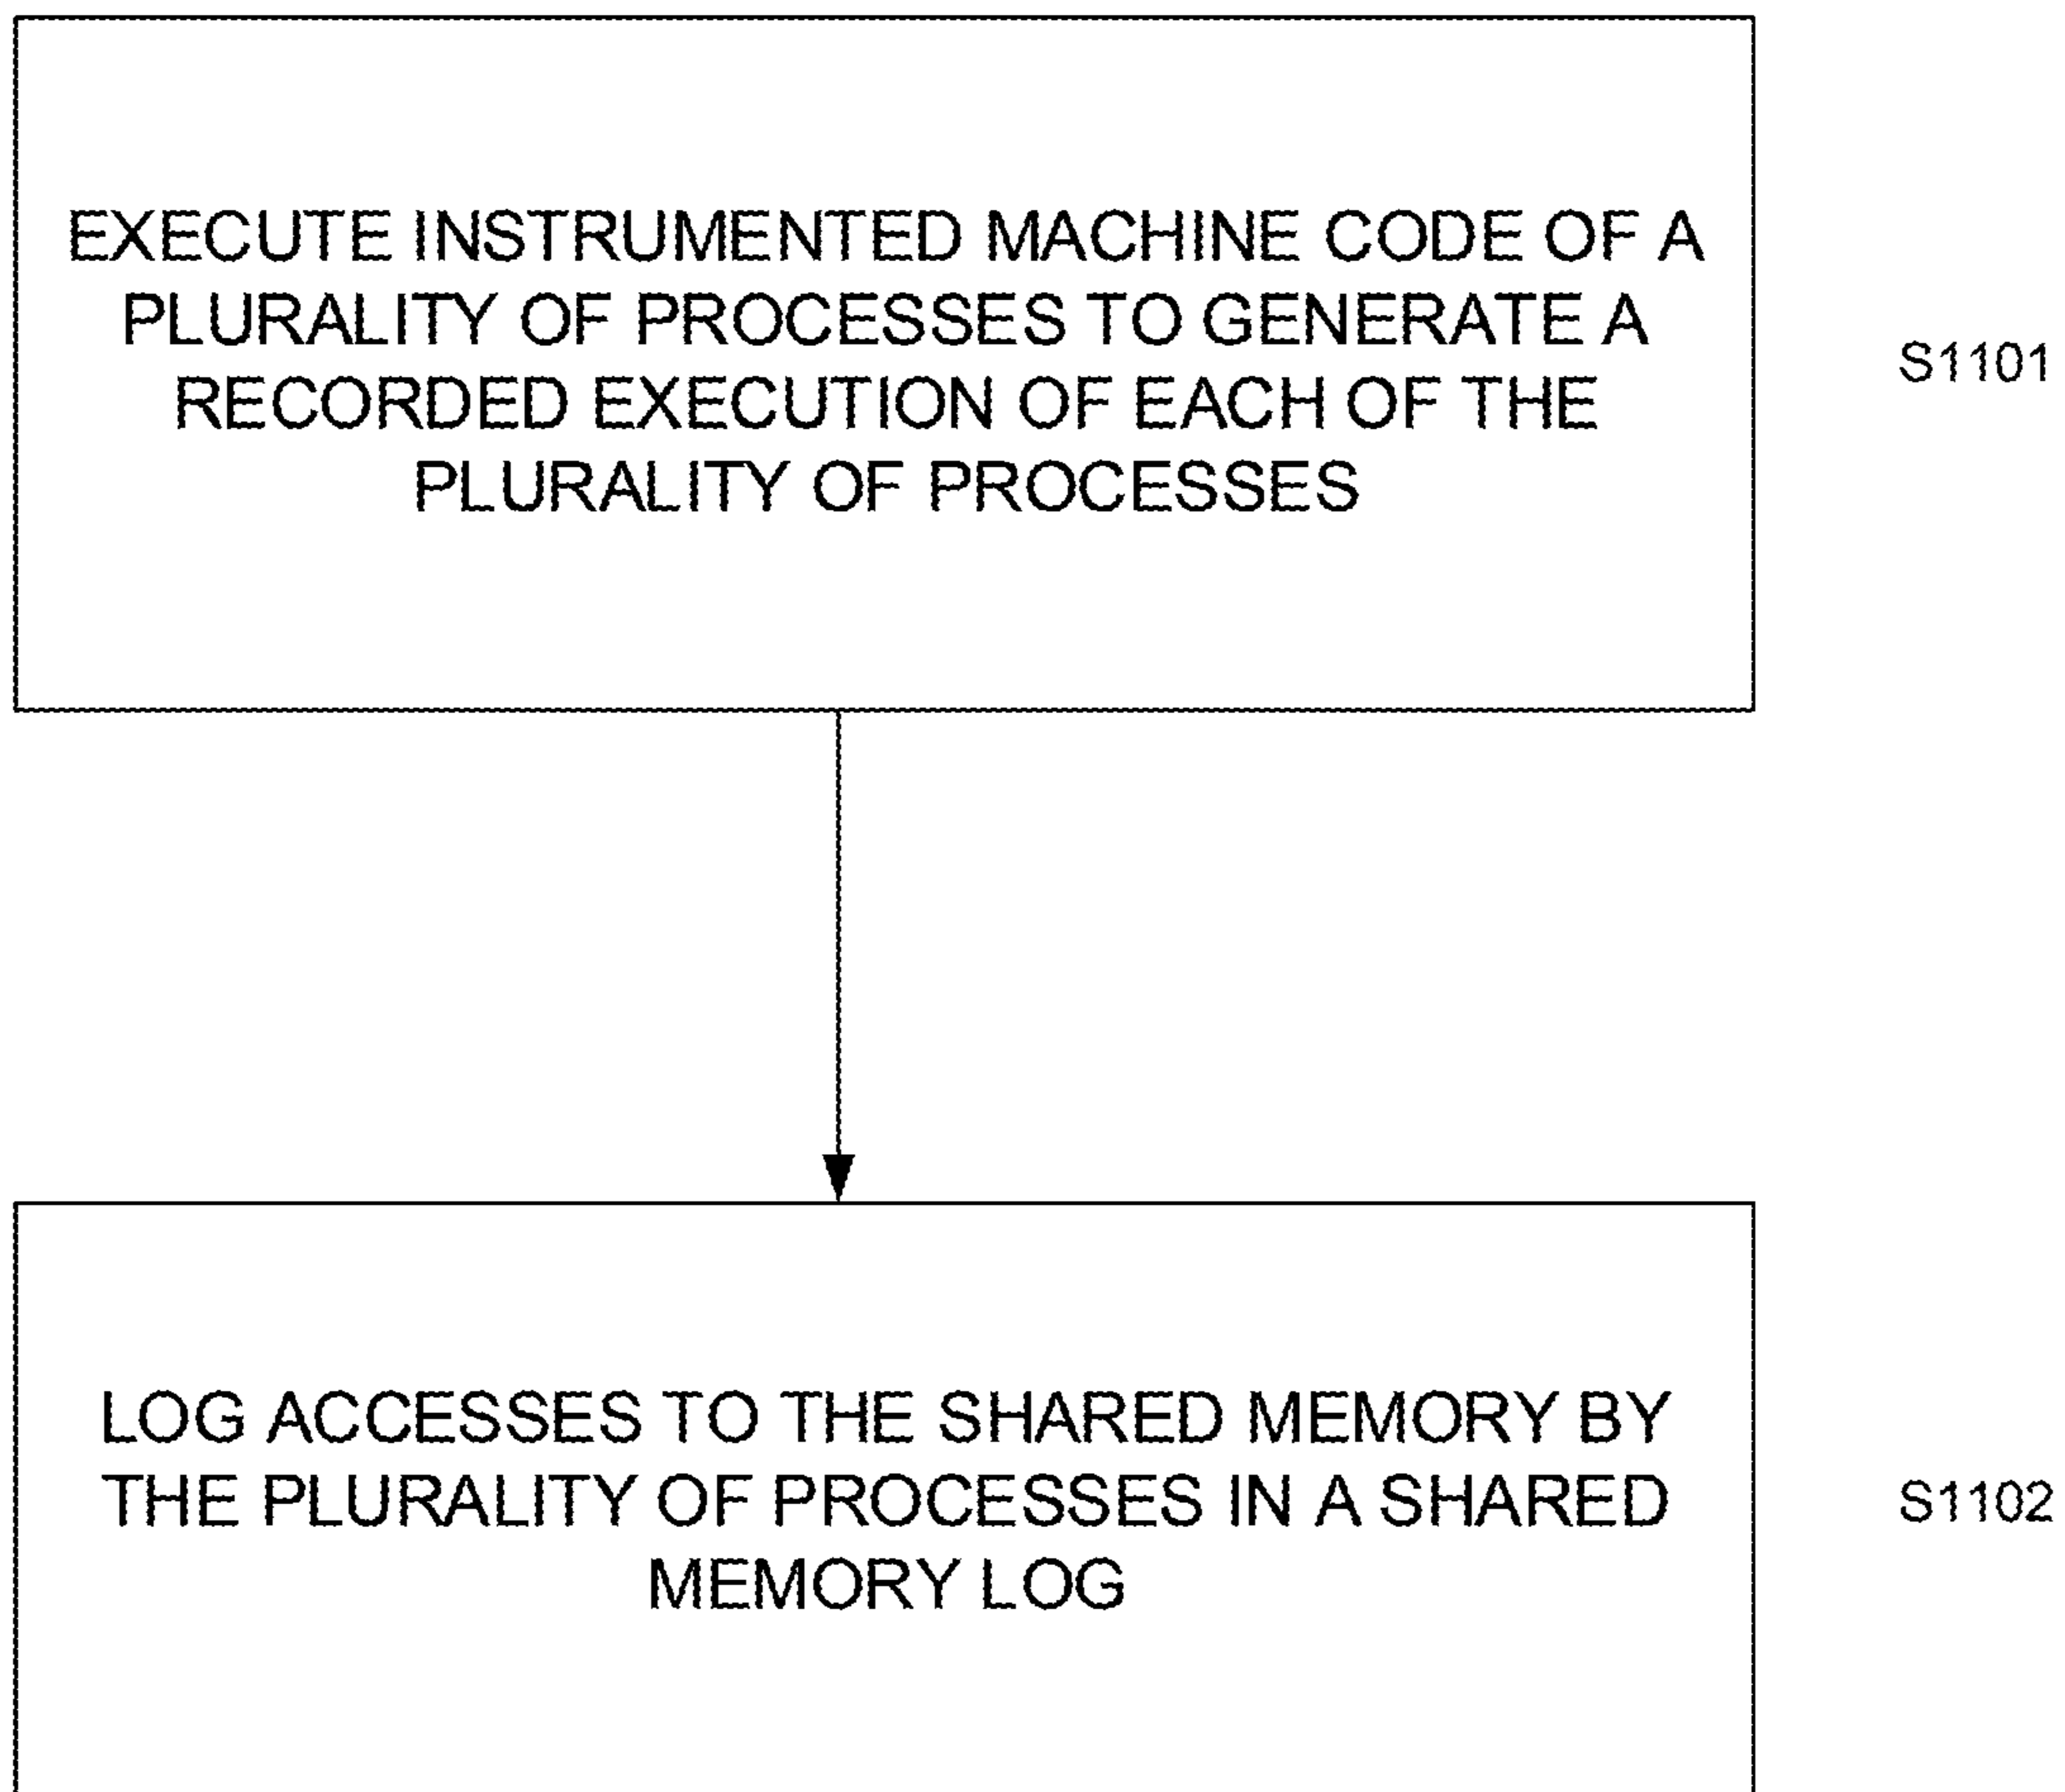 EXECUTE INSTRUMENTED MACHINE CODE OF A
PLURALITY OF PROCESSES TO GENERATE A
RECORDED EXECUTION OF EACH OF THE
PLURALITY OF PROCESSES
S1101
LOG ACCESSES TO THE SHARED MEMORY BY
THE PLURALITY OF PROCESSES IN A SHARED
MEMORY LOG
S1102